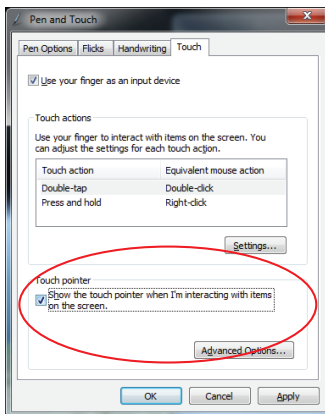 Pen and Touch
Pen Options Flicks Handwriting Touch
Use your finger as an input device
Touch actions
Use your finger to interact with items on the screen. You
can adjust the settings for each touch action.
Touch action Equivalent mouse action
Double-tap Double-click
Press and hold Right-click
Settings...
Touch pointer
Show the touch pointer when I'm interacting with items
on the screen.
Advanced Options...
OK Cancel Apply